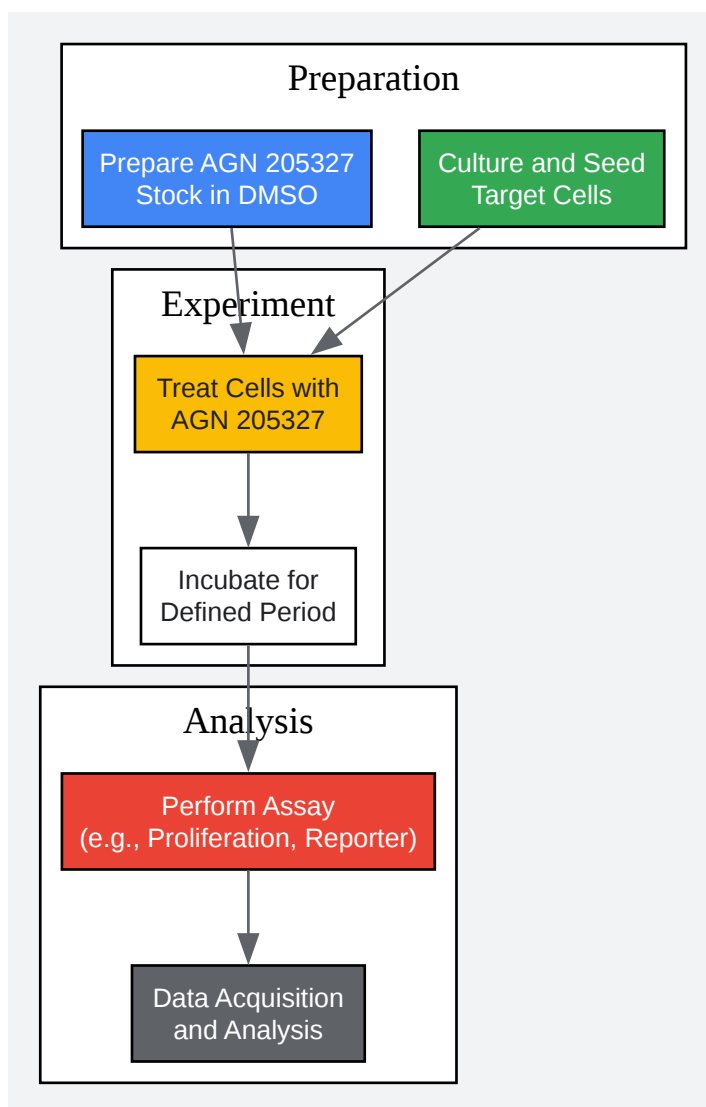 Preparation
Prepare AGN 205327
Stock in DMSO
Culture and Seed
Target Cells
Experiment
Treat Cells with
AGN 205327
Incubate for
Defined Period
Analysis
Perform Assay
(e.g., Proliferation, Reporter)
Data Acquisition
and Analysis